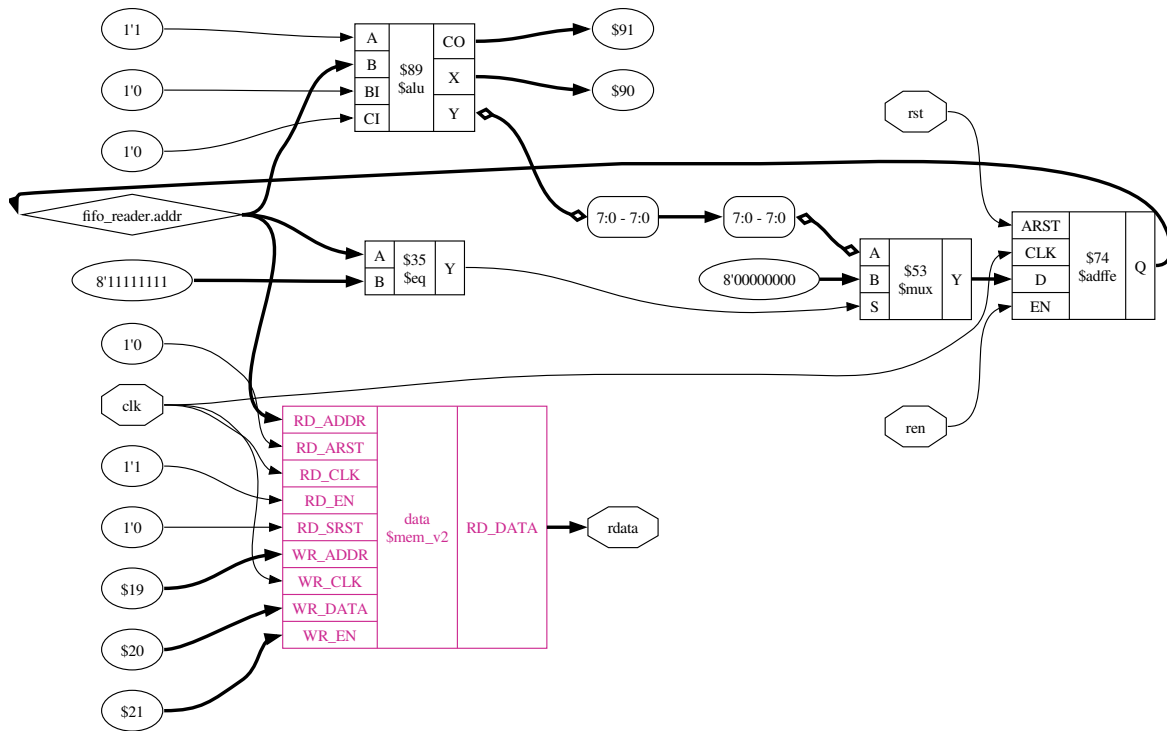 1'1
1'0
1'0
A
B
BI
CI
$89
$alu
CO
X
Y
$91
$90
rst
fifo_reader.addr
8'11111111
A
B
$35
$eq
Y
7:0 - 7:0
7:0 - 7:0
8'00000000
A
B
S
$53
$mux
Y
ARST
CLK
D
EN
$74
$adffe
Q
ren
1'0
clk
1'1
1'0
$19
$20
$21
RD_ADDR
RD_ARST
RD_CLK
RD_EN
RD_SRST
WR_ADDR
WR_CLK
WR_DATA
WR_EN
data
$mem_v2
RD_DATA
rdata